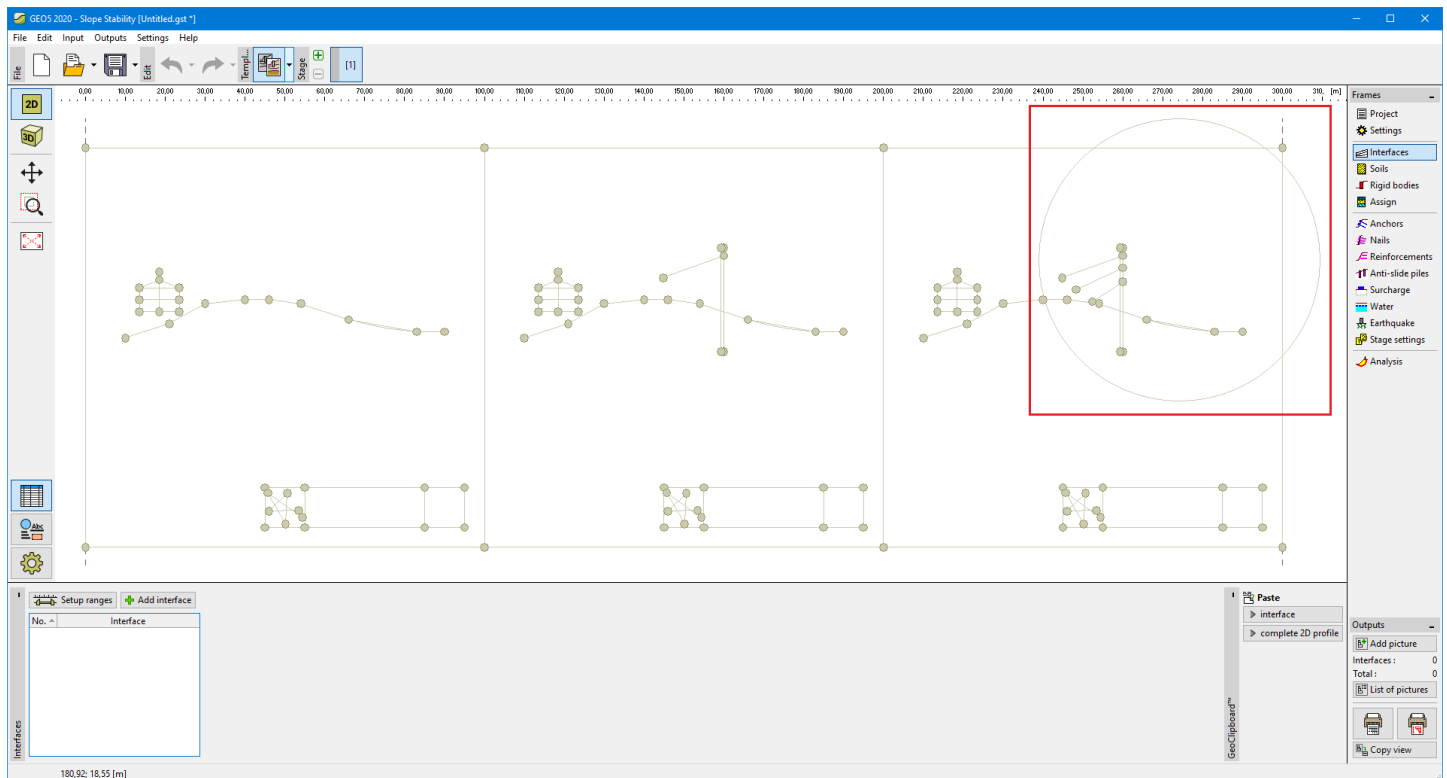 GEO5 2020 - Slope Stability [Untitled.gst *]
File Edit Input Outputs Settings Help
File
Edit
Templ...
Stage
[1]
0,00 10,00 20,00 30,00 40,00 50,00 60,00 70,00 80,00 90,00 100,00 110,00 120,00 130,00 140,00 150,00 160,00 170,00 180,00 190,00 200,00 210,00 220,00 230,00 240,00 250,00 260,00 270,00 280,00 290,00 300,00 310, [m]
2D
3D
Abc
Frames
Project
Settings
Interfaces
Soils
Rigid bodies
Assign
Anchors
Nails
Reinforcements
Anti-slide piles
Surcharge
Water
Earthquake
Stage settings
Analysis
Interfaces
Setup ranges Add interface
No. Interface
GeoClipboard™
Paste
interface
complete 2D profile
Outputs
Add picture
Interfaces : 0
Total : 0
List of pictures
Copy view
180,92; 18,55 [m]